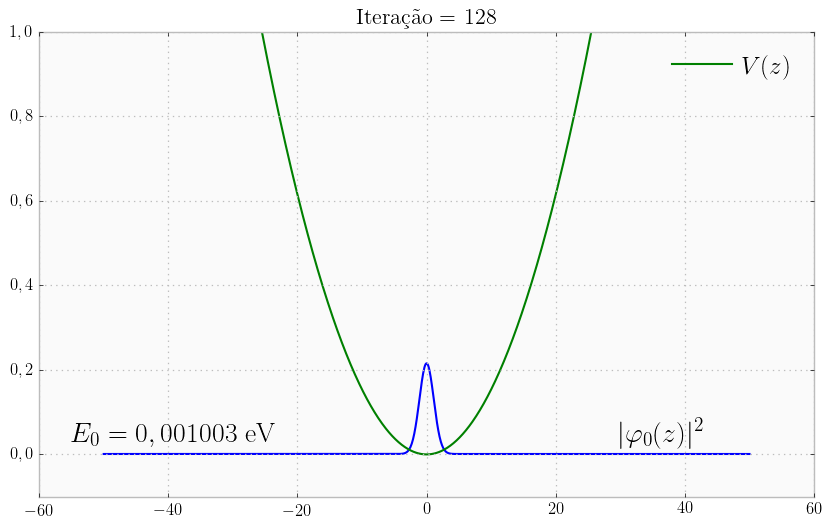 Iteração = 128
1,0
V(z)
0,8
0,6
0,4
0,2
E₀ = 0,001003 eV
|φ₀(z)|²
0,0
−60 −40 −20 0 20 40 60